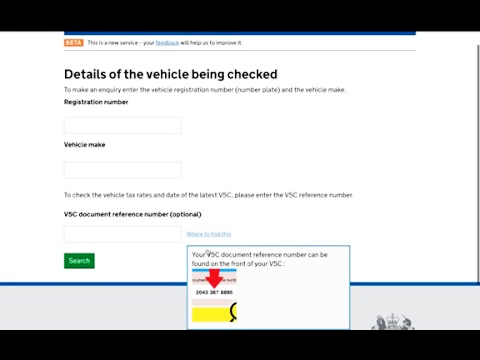 BETA This is a new service - your feedback will help us to improve it.
Details of the vehicle being checked
To make an enquiry enter the vehicle registration number (number plate) and the vehicle make.
Registration number
Vehicle make
To check the vehicle tax rates and date of the latest V5C, please enter the V5C reference number.
V5C document reference number (optional)
Where to find this
Your V5C document reference number can be
found on the front of your V5C :
Search
2043 367 8895